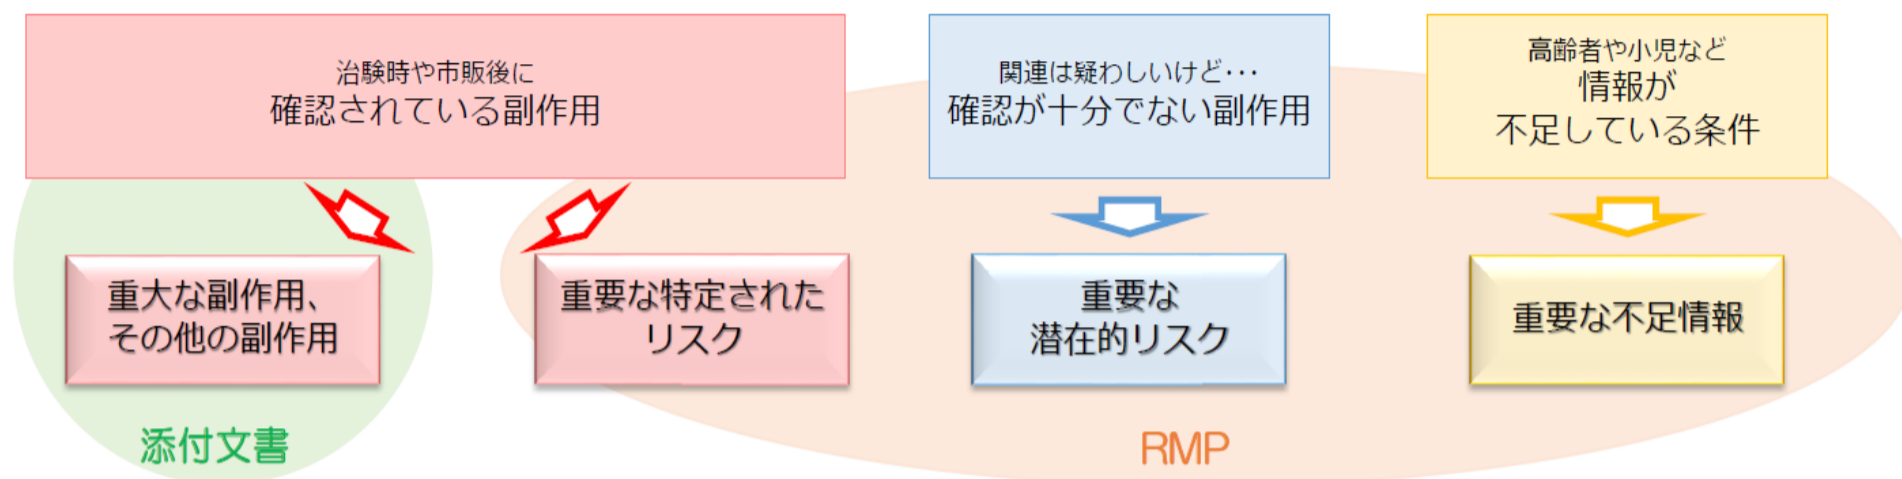 治験時や市販後に
確認されている副作用
関連は疑わしいけど･･･
確認が十分でない副作用
高齢者や小児など
情報が
不足している条件
重大な副作用、
その他の副作用
重要な特定された
リスク
重要な
潜在的リスク
重要な不足情報
添付文書
RMP